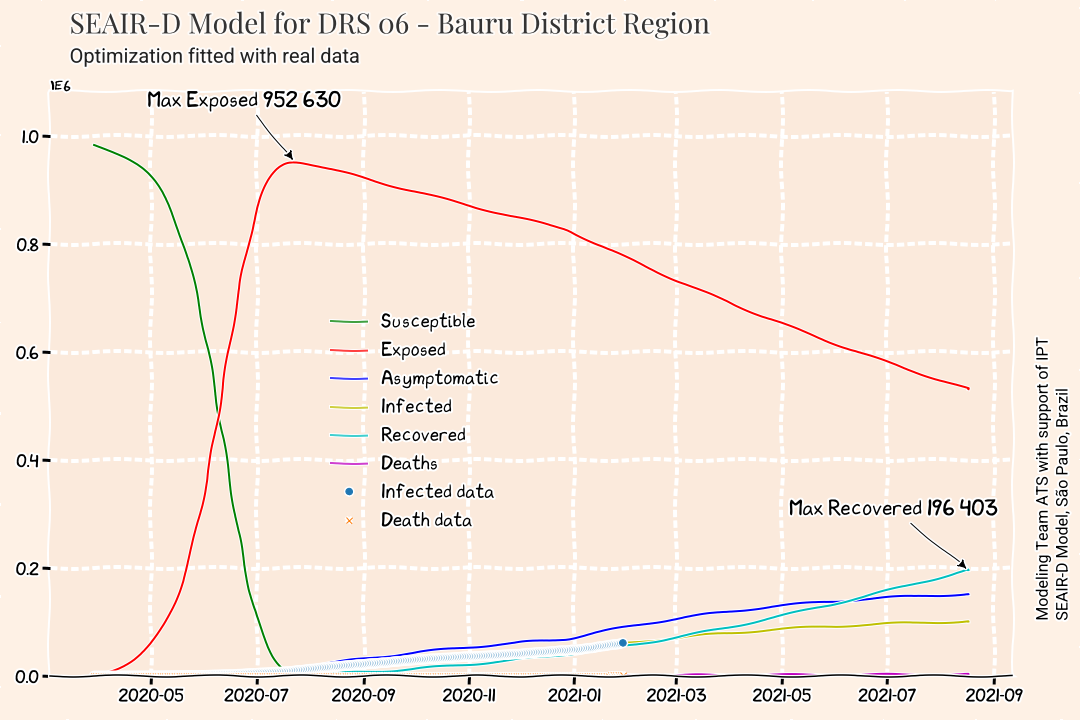 SEAIR-D Model for DRS 06 - Bauru District Region
Optimization fitted with real data
1E6
Max Exposed 952 630
1.0
0.8
0.6
0.4
0.2
0.0
Susceptible
Exposed
Asymptomatic
Infected
Recovered
Deaths
Infected data
Death data
Max Recovered 196 403
2020-05
2020-07
2020-09
2020-11
2021-01
2021-03
2021-05
2021-07
2021-09
Modeling Team ATS with support of IPT
SEAIR-D Model, São Paulo, Brazil